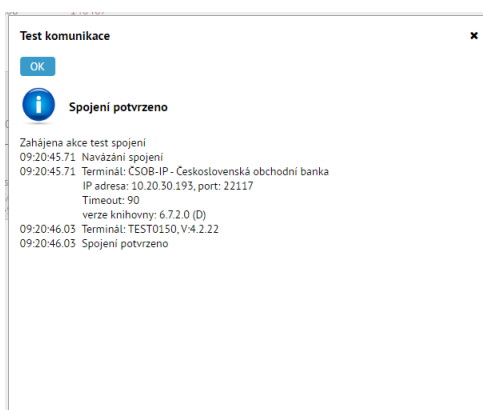 Test komunikace
OK
Spojení potvrzeno
Zahájena akce test spojení
09:20:45.71 Navázání spojení
09:20:45.71 Terminál: ČSOB-IP - Československá obchodní banka
IP adresa: 10.20.30.193, port: 22117
Timeout: 90
verze knihovny: 6.7.2.0 (D)
09:20:46.03 Terminál: TEST0150, V:4.2.22
09:20:46.03 Spojení potvrzeno